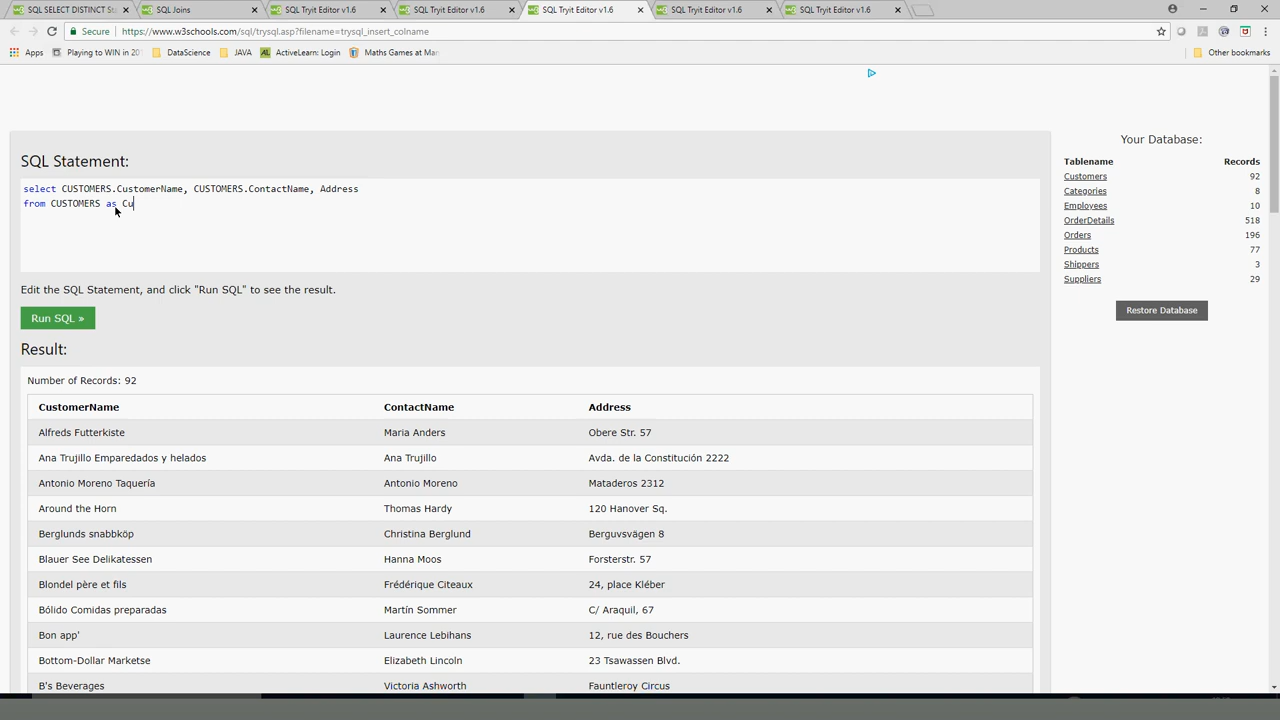 SQL SELECT DISTINCT St
SQL Joins
SQL Tryit Editor v1.6
SQL Tryit Editor v1.6
SQL Tryit Editor v1.6
SQL Tryit Editor v1.6
SQL Tryit Editor v1.6
Secure
https://www.w3schools.com/sql/trysql.asp?filename=trysql_insert_colname
Apps
Playing to WIN in 20
DataScience
JAVA
AL ActiveLearn: Login
Maths Games at Man
Other bookmarks
SQL Statement:
select CUSTOMERS.CustomerName, CUSTOMERS.ContactName, Address
from CUSTOMERS as Cu
Edit the SQL Statement, and click "Run SQL" to see the result.
Run SQL »
Result:
Number of Records: 92
CustomerName ContactName Address
Alfreds Futterkiste Maria Anders Obere Str. 57
Ana Trujillo Emparedados y helados Ana Trujillo Avda. de la Constitución 2222
Antonio Moreno Taquería Antonio Moreno Mataderos 2312
Around the Horn Thomas Hardy 120 Hanover Sq.
Berglunds snabbköp Christina Berglund Berguvsvägen 8
Blauer See Delikatessen Hanna Moos Forsterstr. 57
Blondel père et fils Frédérique Citeaux 24, place Kléber
Bólido Comidas preparadas Martín Sommer C/ Araquil, 67
Bon app' Laurence Lebihans 12, rue des Bouchers
Bottom-Dollar Marketse Elizabeth Lincoln 23 Tsawassen Blvd.
B's Beverages Victoria Ashworth Fauntleroy Circus
Your Database:
Tablename Records
Customers 92
Categories 8
Employees 10
OrderDetails 518
Orders 196
Products 77
Shippers 3
Suppliers 29
Restore Database